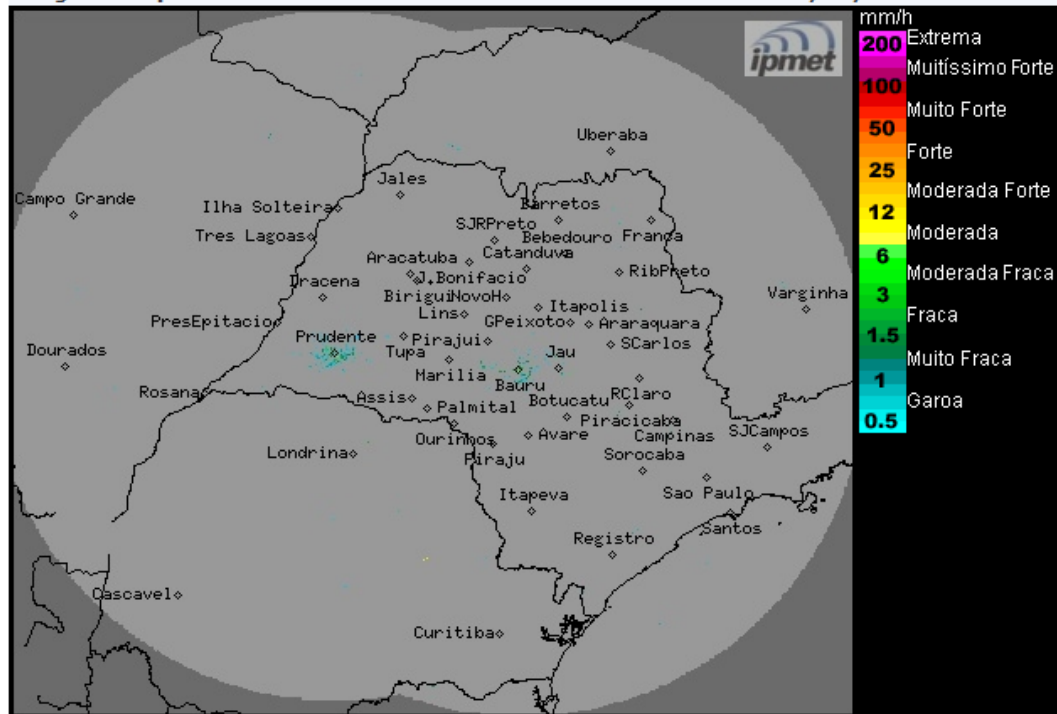 mm/h
200 Extrema
Muitíssimo Forte
100
Muito Forte
50
Forte
25
Moderada Forte
12
Moderada
6
Moderada Fraca
3
Fraca
1.5
Muito Fraca
1
Garoa
0.5
ipmet
Uberaba
Jales
Campo Grande
Ilha Solteira
Barretos
SJRPreto
Tres Lagoas
Bebedouro Franca
Aracatuba
Catanduva
J.Bonifacio
RibPreto
Dracena
Birigui
NovoH
Itapolis
Varginha
Lins
GPeixoto
Araraquara
PresEpitacio
Prudente
Pirajui
SCarlos
Dourados
Tupa
Jau
Marilia
Bauru
RClaro
Rosana
Assis
Botucatu
Palmital
Piracicaba
Campinas
SJCampos
Ourinhos
Avare
Londrina
Piraju
Sorocaba
Itapeva
Sao Paulo
Santos
Registro
Cascavel
Curitiba